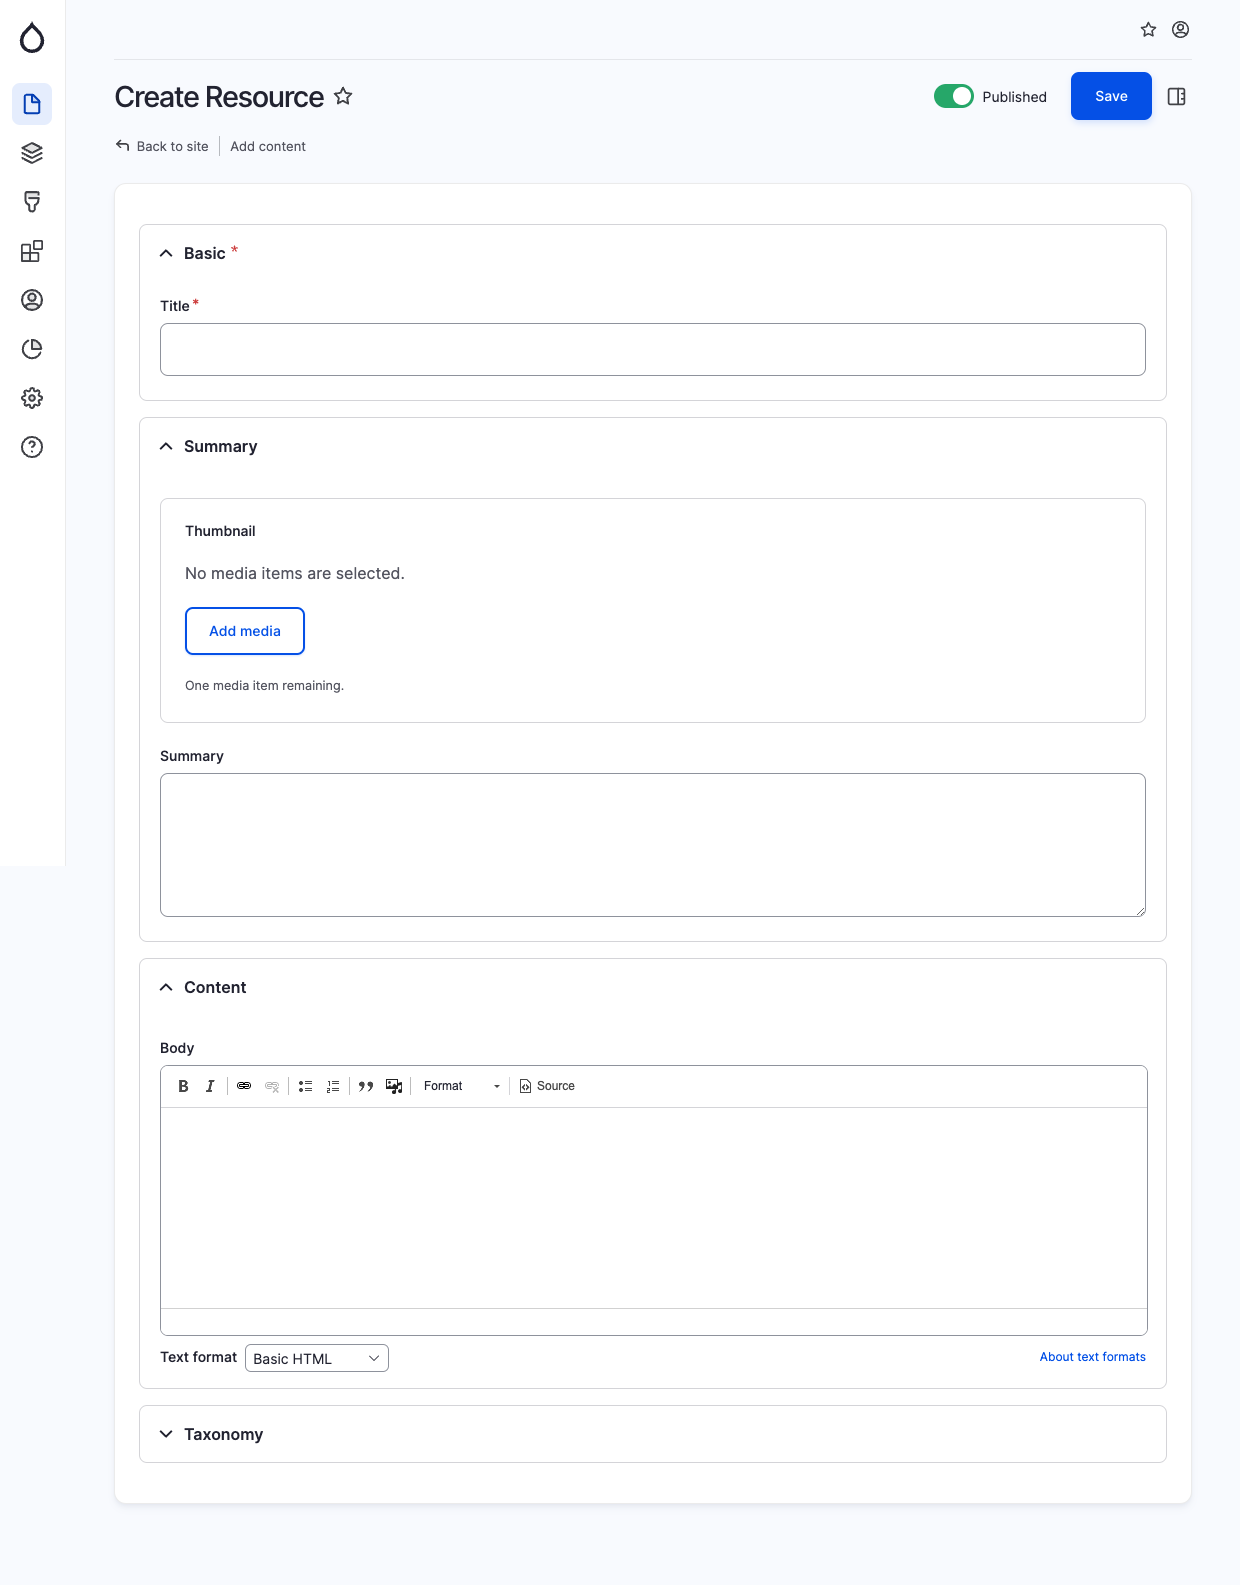 Create Resource
Published
Save
Back to site
Add content
Basic *
Title *
Summary
Thumbnail
No media items are selected.
Add media
One media item remaining.
Summary
Content
Body
B I Format Source
Text format Basic HTML About text formats
Taxonomy